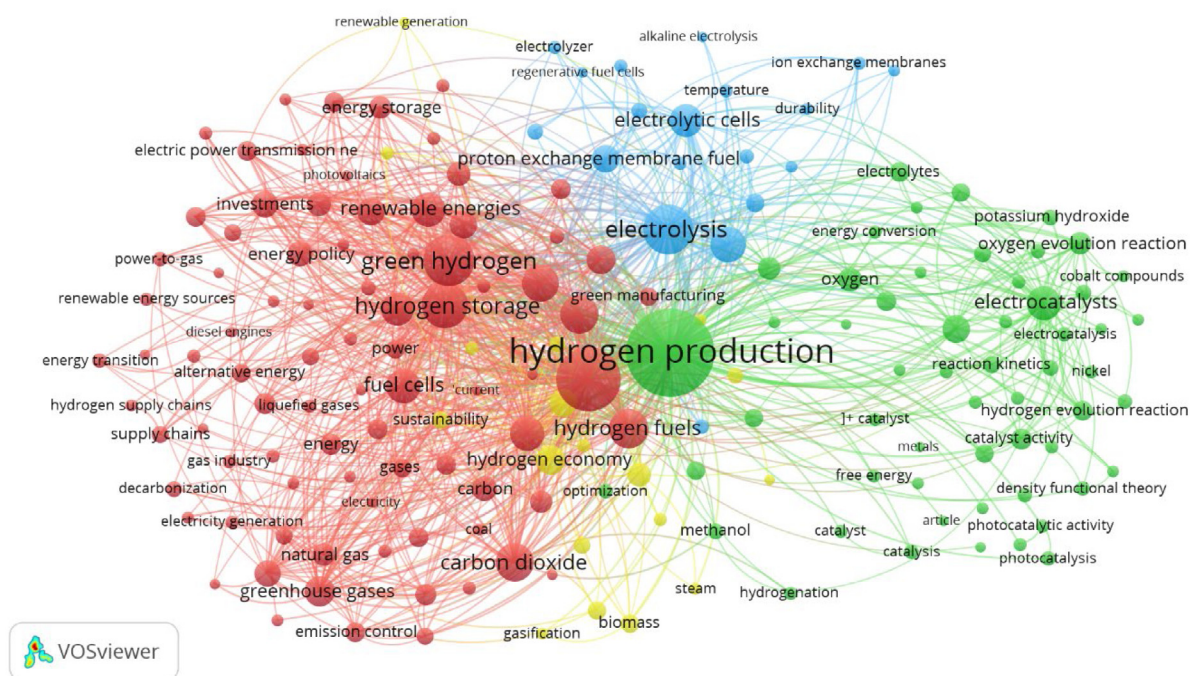 renewable generation
electrolyzer
alkaline electrolysis
regenerative fuel cells
ion exchange membranes
temperature
energy storage
electrolytic cells
durability
electric power transmission ne
proton exchange membrane fuel
photovoltaics
electrolytes
investments
renewable energies
potassium hydroxide
electrolysis
energy conversion
oxygen evolution reaction
energy policy
green hydrogen
power-to-gas
oxygen
cobalt compounds
renewable energy sources
hydrogen storage
green manufacturing
electrocatalysts
diesel engines
electrocatalysis
power
hydrogen production
energy transition
alternative energy
reaction kinetics
nickel
fuel cells
'current
hydrogen supply chains
liquefied gases
sustainability
]+ catalyst
hydrogen evolution reaction
supply chains
energy
hydrogen fuels
catalyst activity
metals
gas industry
gases
hydrogen economy
decarbonization
carbon
optimization
free energy
density functional theory
electricity
electricity generation
coal
methanol
catalyst
article
photocatalytic activity
natural gas
carbon dioxide
catalysis
photocatalysis
greenhouse gases
steam
hydrogenation
emission control
gasification
biomass
VOSviewer